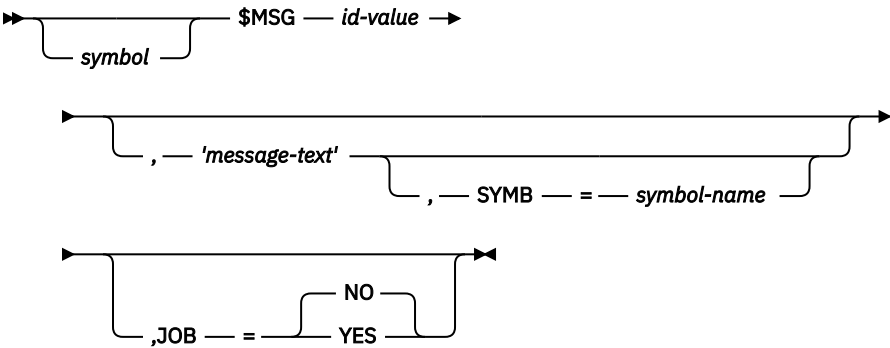 $MSG id-value
symbol
, 'message-text'
, SYMB = symbol-name
NO
,JOB = YES